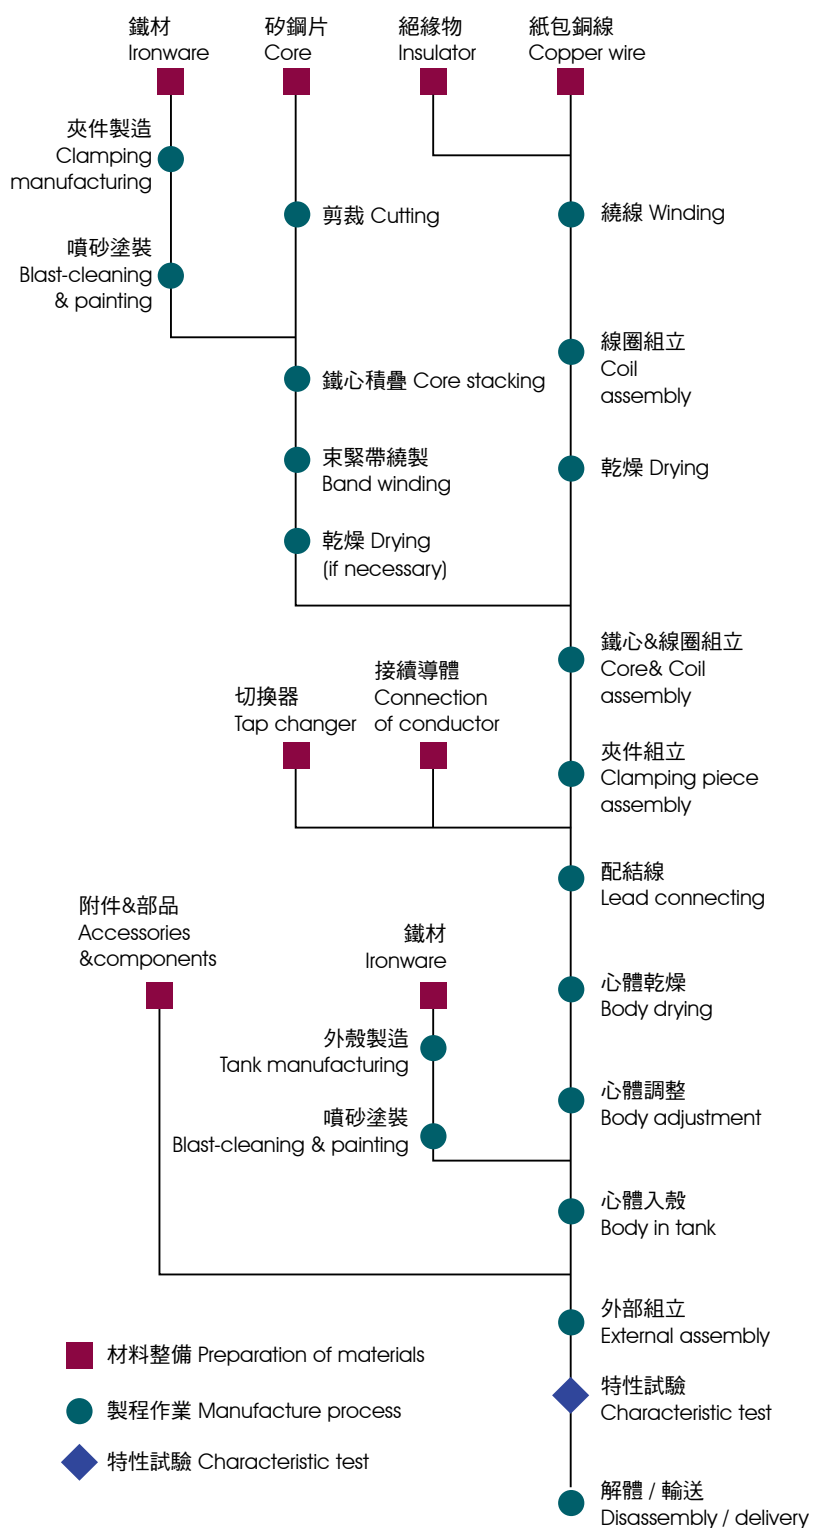 鐵材
Ironware
矽鋼片
Core
絕緣物
Insulator
紙包銅線
Copper wire
夾件製造
Clamping
manufacturing
剪裁 Cutting
繞線 Winding
噴砂塗裝
Blast-cleaning
& painting
線圈組立
Coil
assembly
鐵心積疊 Core stacking
束緊帶繞製
Band winding
乾燥 Drying
乾燥 Drying
(if necessary)
鐵心&線圈組立
Core& Coil
assembly
切換器
Tap changer
接續導體
Connection
of conductor
夾件組立
Clamping piece
assembly
配結線
Lead connecting
附件&部品
Accessories
&components
鐵材
Ironware
心體乾燥
Body drying
外殼製造
Tank manufacturing
心體調整
Body adjustment
噴砂塗裝
Blast-cleaning & painting
心體入殼
Body in tank
外部組立
External assembly
材料整備 Preparation of materials
特性試驗
Characteristic test
製程作業 Manufacture process
特性試驗 Characteristic test
解體 / 輸送
Disassembly / delivery